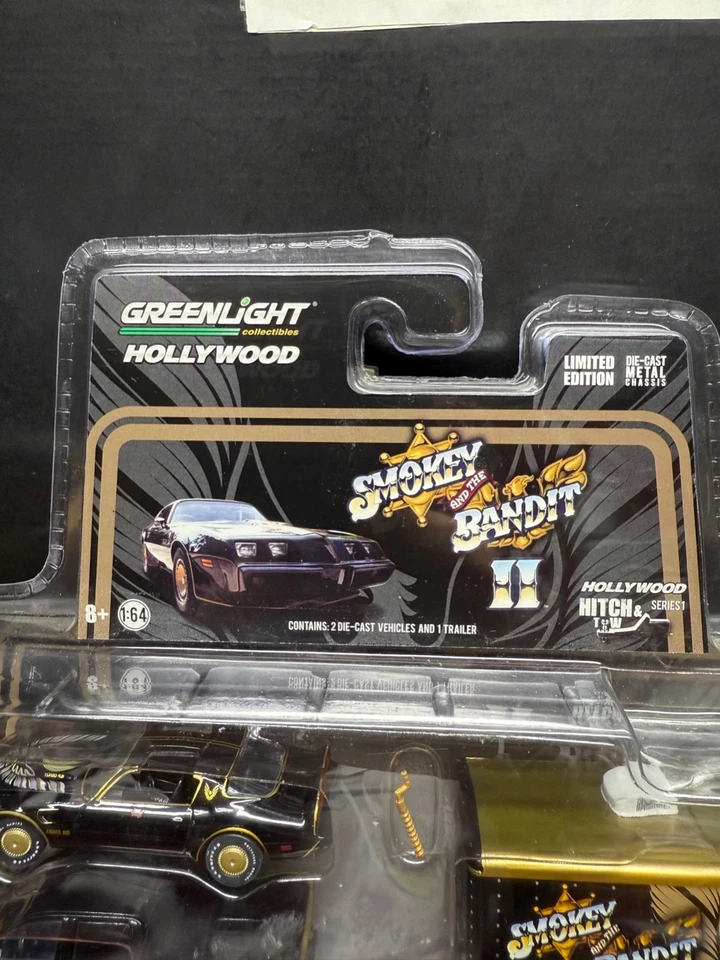 GREENLiGHT®
collectibles
HOLLYWOOD
LIMITED
EDITION
DIE-CAST
METAL
CHASSIS
SMOKEY
AND THE
BANDIT
II
HOLLYWOOD
HITCH &
TOW
SERIES 1
8+
1:64
CONTAINS: 2 DIE-CAST VEHICLES AND 1 TRAILER
SMOKEY
AND THE
BANDIT